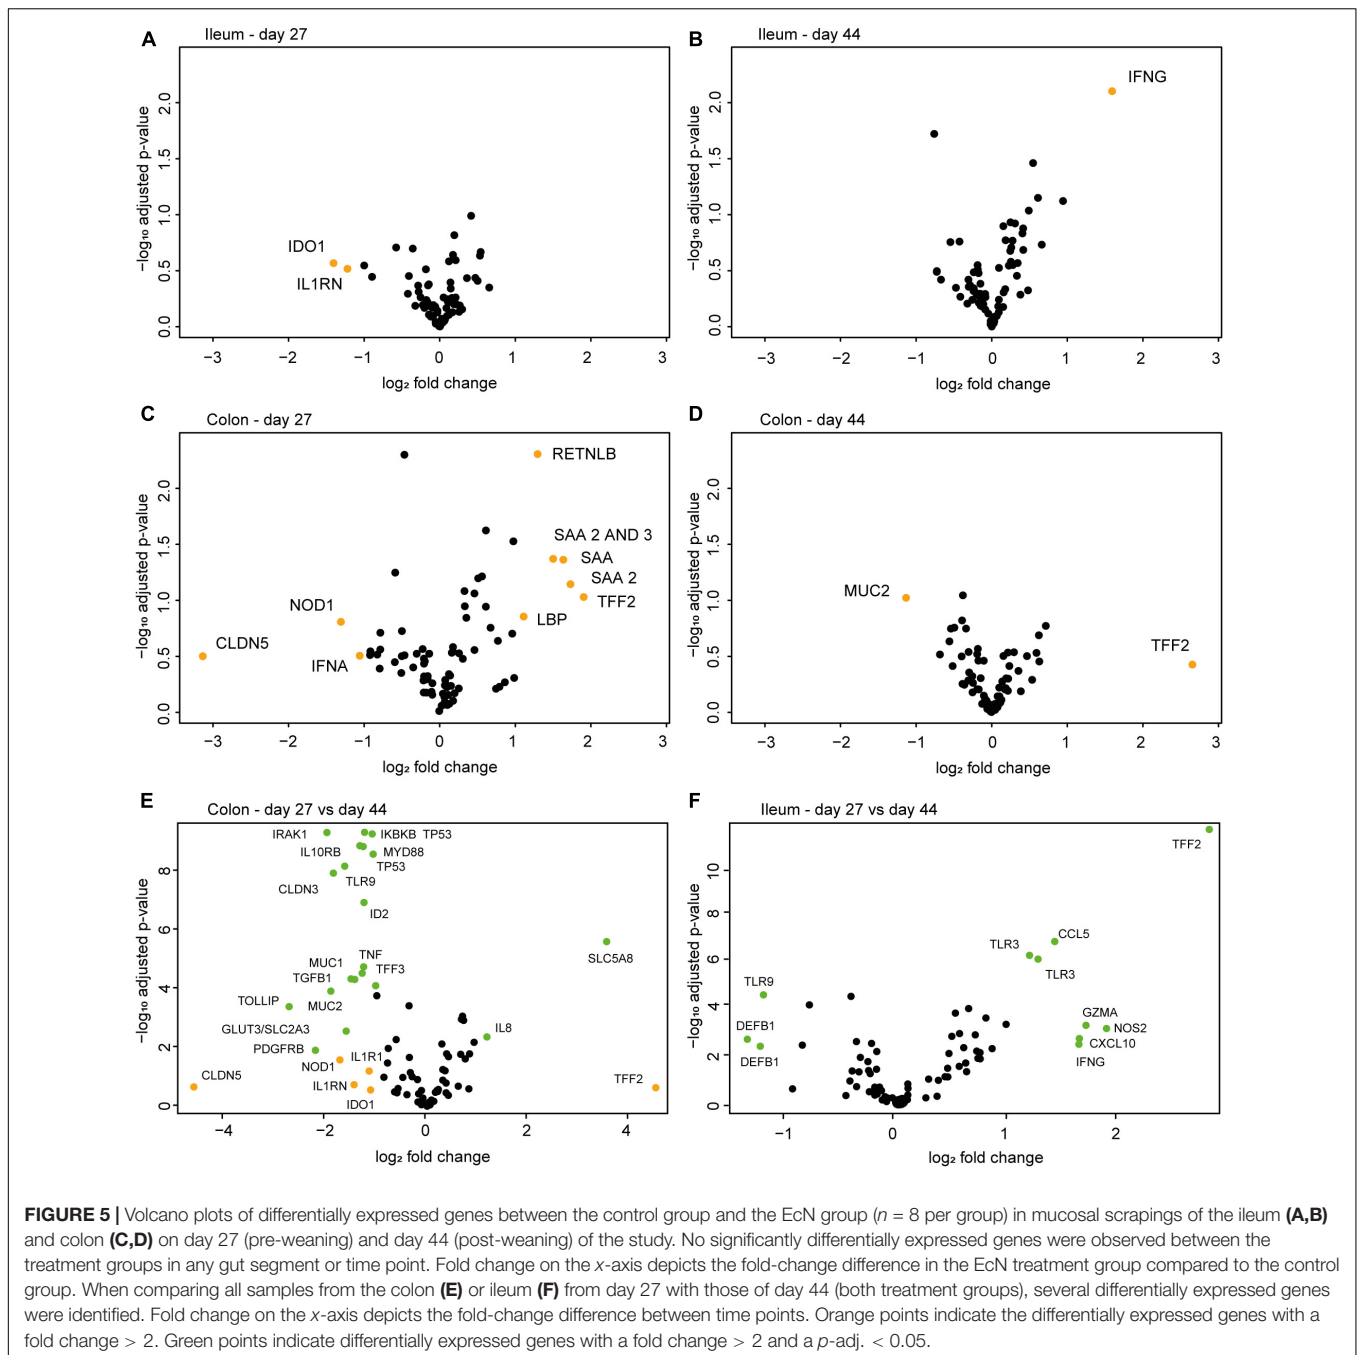 A
Ileum - day 27
−log₁₀ adjusted p-value
2.0
1.5
1.0
0.5
0.0
IDO1
IL1RN
−3 −2 −1 0 1 2 3
log₂ fold change
B
Ileum - day 44
−log₁₀ adjusted p-value
2.0
1.5
1.0
0.5
0.0
IFNG
−3 −2 −1 0 1 2 3
log₂ fold change
C
Colon - day 27
−log₁₀ adjusted p-value
2.0
1.5
1.0
0.5
0.0
RETNLB
SAA 2 AND 3
SAA
SAA 2
TFF2
NOD1
LBP
CLDN5
IFNA
−3 −2 −1 0 1 2 3
log₂ fold change
D
Colon - day 44
−log₁₀ adjusted p-value
2.0
1.5
1.0
0.5
0.0
MUC2
TFF2
−3 −2 −1 0 1 2 3
log₂ fold change
E
Colon - day 27 vs day 44
−log₁₀ adjusted p-value
8
6
4
2
0
IRAK1
IKBKB TP53
IL10RB
MYD88
TP53
CLDN3
TLR9
ID2
TNF
MUC1
TFF3
TGFB1
SLC5A8
TOLLIP
MUC2
GLUT3/SLC2A3
IL8
PDGFRB
IL1R1
NOD1
CLDN5
IL1RN
TFF2
IDO1
−4 −2 0 2 4
log₂ fold change
F
Ileum - day 27 vs day 44
−log₁₀ adjusted p-value
10
8
6
4
2
0
TFF2
CCL5
TLR3
TLR3
TLR9
GZMA
DEFB1
NOS2
CXCL10
DEFB1
IFNG
−1 0 1 2
log₂ fold change
FIGURE 5 | Volcano plots of differentially expressed genes between the control group and the EcN group (n = 8 per group) in mucosal scrapings of the ileum (A,B)
and colon (C,D) on day 27 (pre-weaning) and day 44 (post-weaning) of the study. No significantly differentially expressed genes were observed between the
treatment groups in any gut segment or time point. Fold change on the x-axis depicts the fold-change difference in the EcN treatment group compared to the control
group. When comparing all samples from the colon (E) or ileum (F) from day 27 with those of day 44 (both treatment groups), several differentially expressed genes
were identified. Fold change on the x-axis depicts the fold-change difference between time points. Orange points indicate the differentially expressed genes with a
fold change > 2. Green points indicate differentially expressed genes with a fold change > 2 and a p-adj. < 0.05.